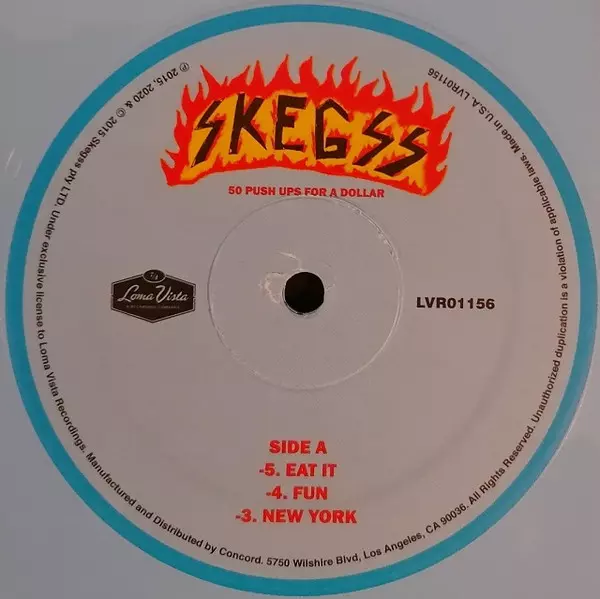 SKEGSS
50 PUSH UPS FOR A DOLLAR
Loma Vista
LVR01156
SIDE A
-5. EAT IT
-4. FUN
-3. NEW YORK
℗ 2015, 2020 & © 2015 Skegss pty LTD. Under exclusive license to Loma Vista Recordings. Manufactured and Distributed by Concord. 5750 Wilshire Blvd, Los Angeles, CA 90036. All Rights Reserved. Unauthorized duplication is a violation of applicable laws. Made in U.S.A. LVR01156